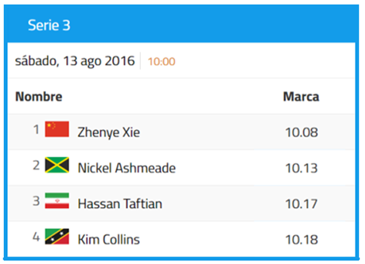 Serie 3
sábado, 13 ago 2016 10:00
Nombre Marca
1 Zhenye Xie 10.08
2 Nickel Ashmeade 10.13
3 Hassan Taftian 10.17
4 Kim Collins 10.18